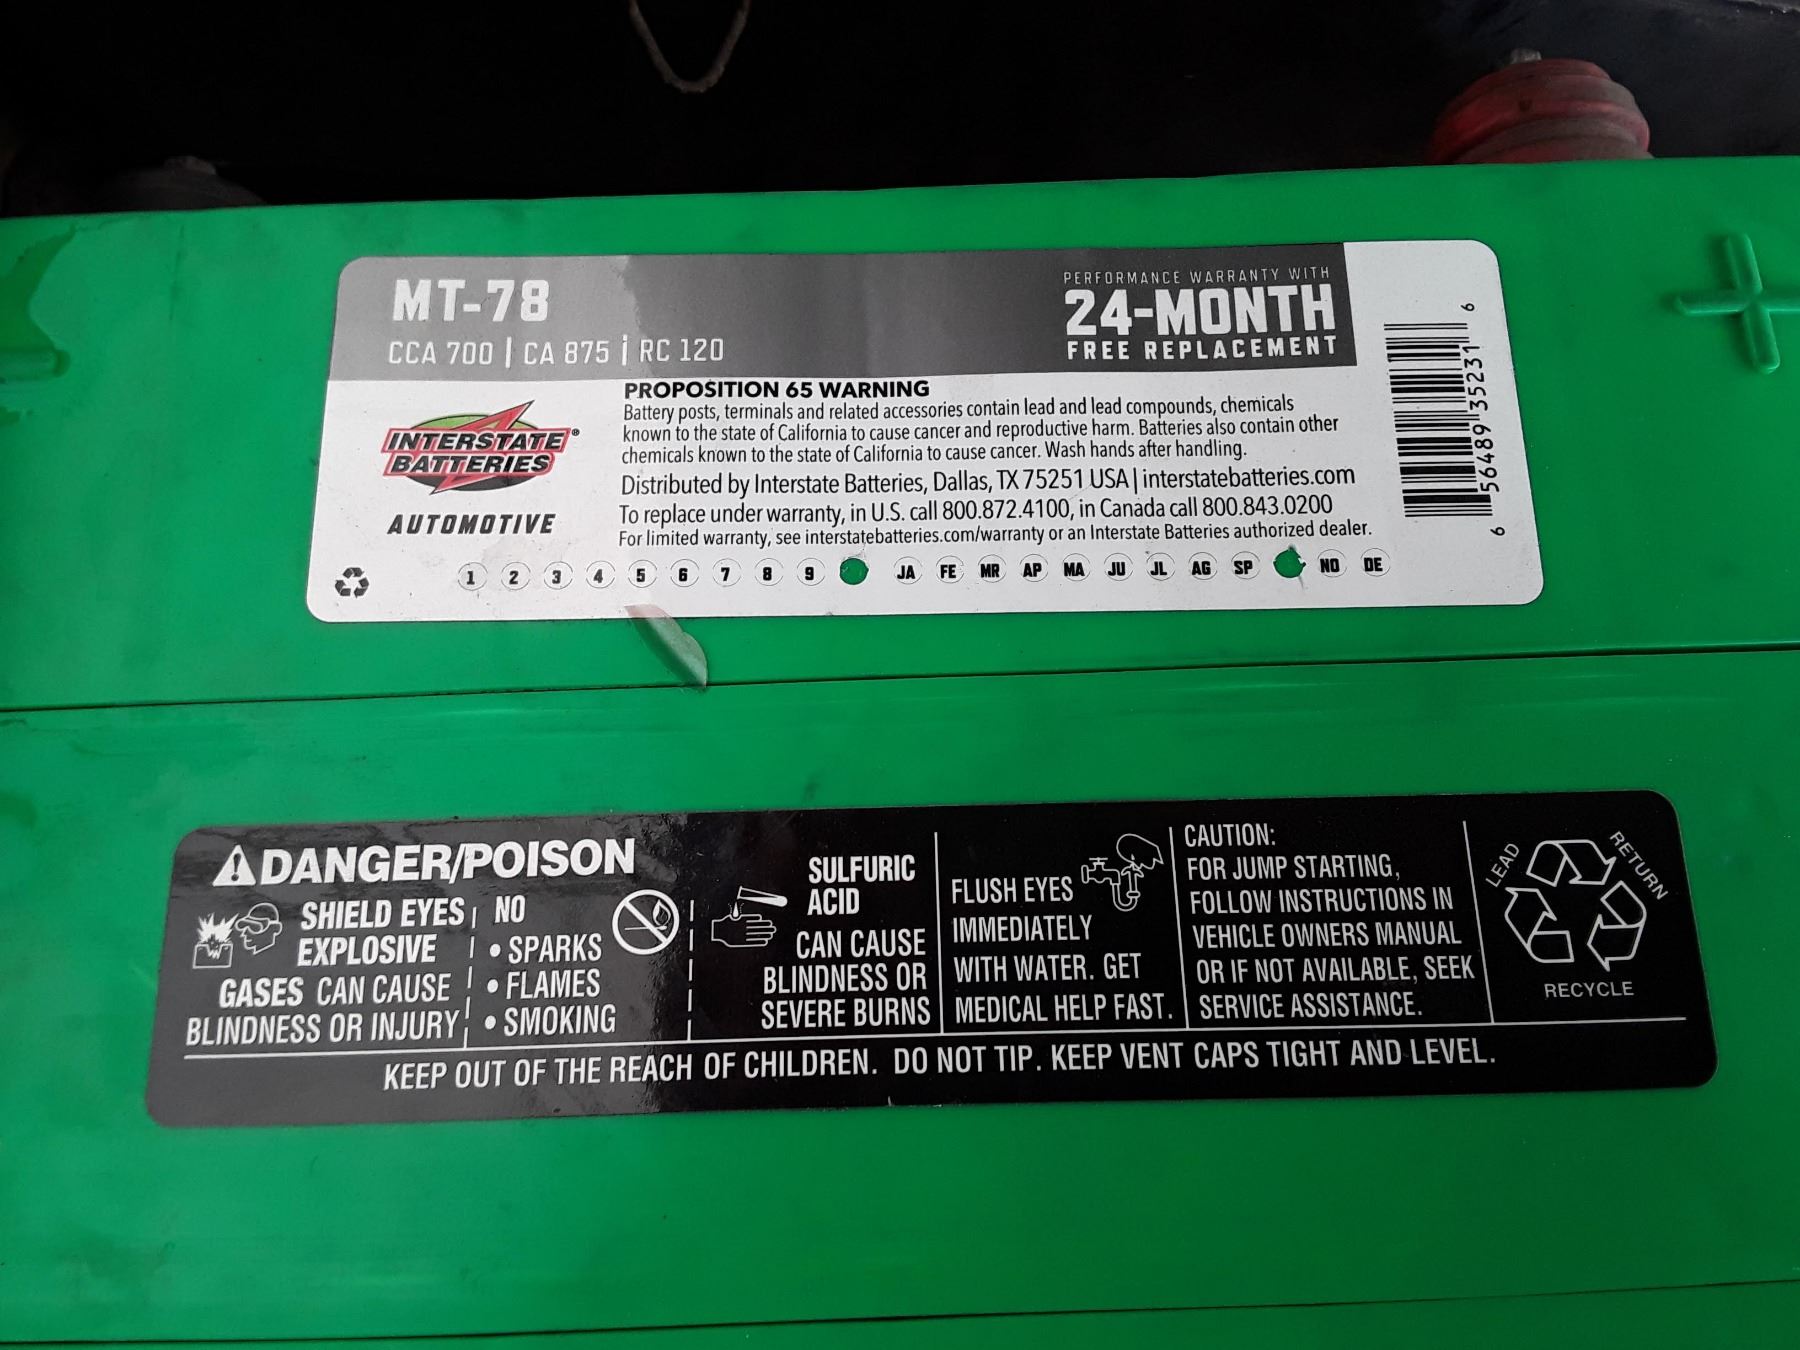 MT-78
CCA 700 | CA 875 | RC 120
PERFORMANCE WARRANTY WITH
24-MONTH
FREE REPLACEMENT
INTERSTATE®
BATTERIES
AUTOMOTIVE
PROPOSITION 65 WARNING
Battery posts, terminals and related accessories contain lead and lead compounds, chemicals
known to the state of California to cause cancer and reproductive harm. Batteries also contain other
chemicals known to the state of California to cause cancer. Wash hands after handling.
Distributed by Interstate Batteries, Dallas, TX 75251 USA | interstatebatteries.com
To replace under warranty, in U.S. call 800.872.4100, in Canada call 800.843.0200
For limited warranty, see interstatebatteries.com/warranty or an Interstate Batteries authorized dealer.
1 2 3 4 5 6 7 8 9 JA FE MR AP MA JU JL AG SP NO DE
6 56489 35231 6
DANGER/POISON
SHIELD EYES
EXPLOSIVE
GASES CAN CAUSE
BLINDNESS OR INJURY
NO
• SPARKS
• FLAMES
• SMOKING
SULFURIC
ACID
CAN CAUSE
BLINDNESS OR
SEVERE BURNS
FLUSH EYES
IMMEDIATELY
WITH WATER. GET
MEDICAL HELP FAST.
CAUTION:
FOR JUMP STARTING,
FOLLOW INSTRUCTIONS IN
VEHICLE OWNERS MANUAL
OR IF NOT AVAILABLE, SEEK
SERVICE ASSISTANCE.
LEAD
RETURN
RECYCLE
KEEP OUT OF THE REACH OF CHILDREN. DO NOT TIP. KEEP VENT CAPS TIGHT AND LEVEL.